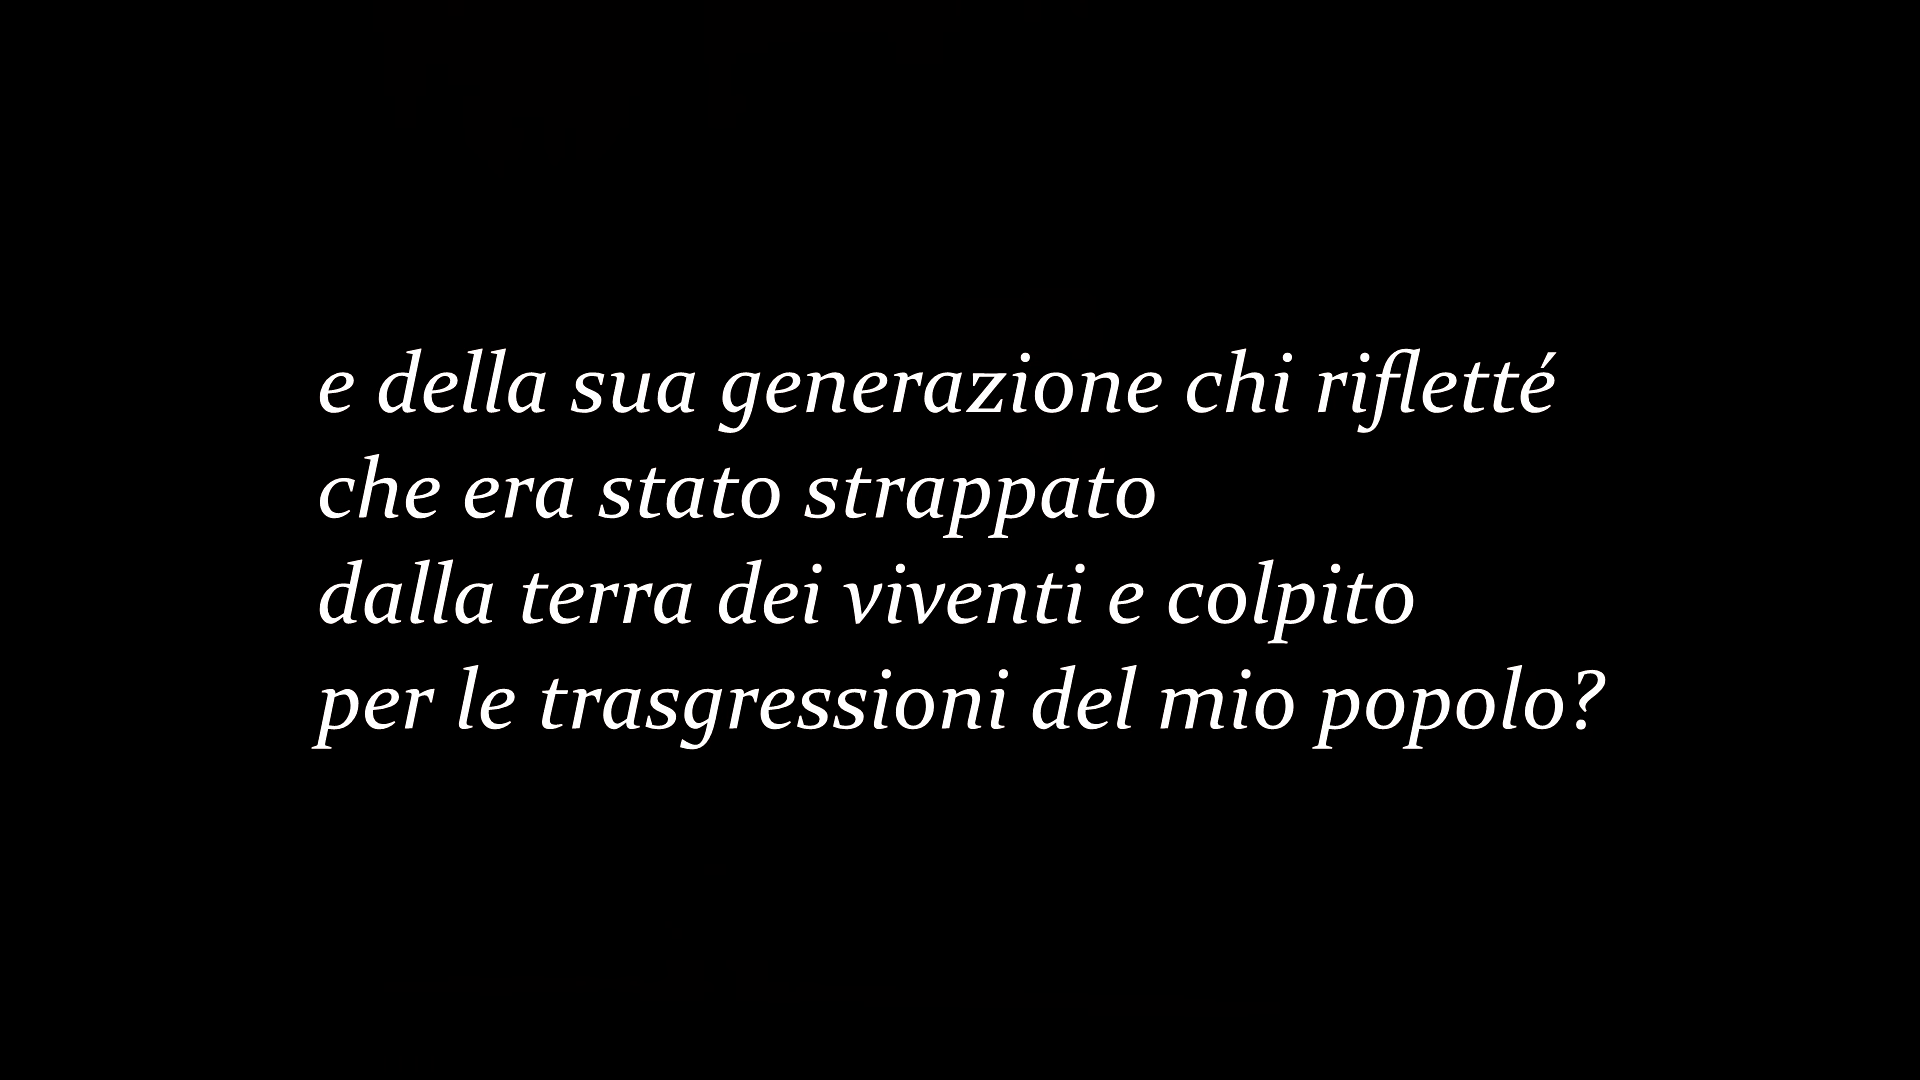 e della sua generazione chi rifletté
che era stato strappato
dalla terra dei viventi e colpito
per le trasgressioni del mio popolo?